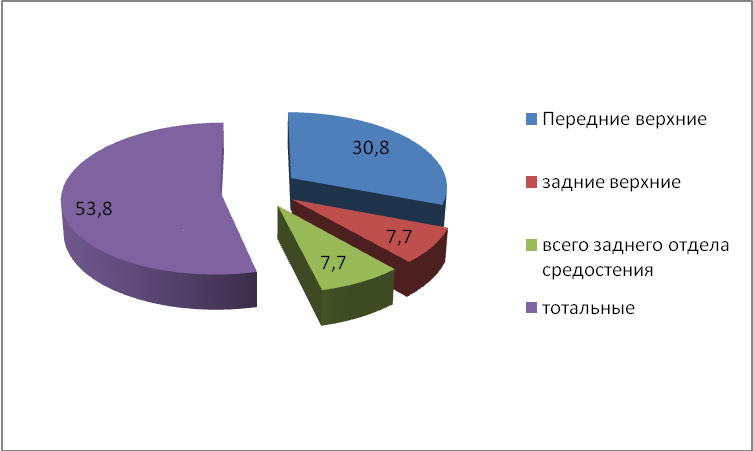 30,8
Передние верхние
задние верхние
53,8
7,7
7,7
всего заднего отдела
средостения
тотальные